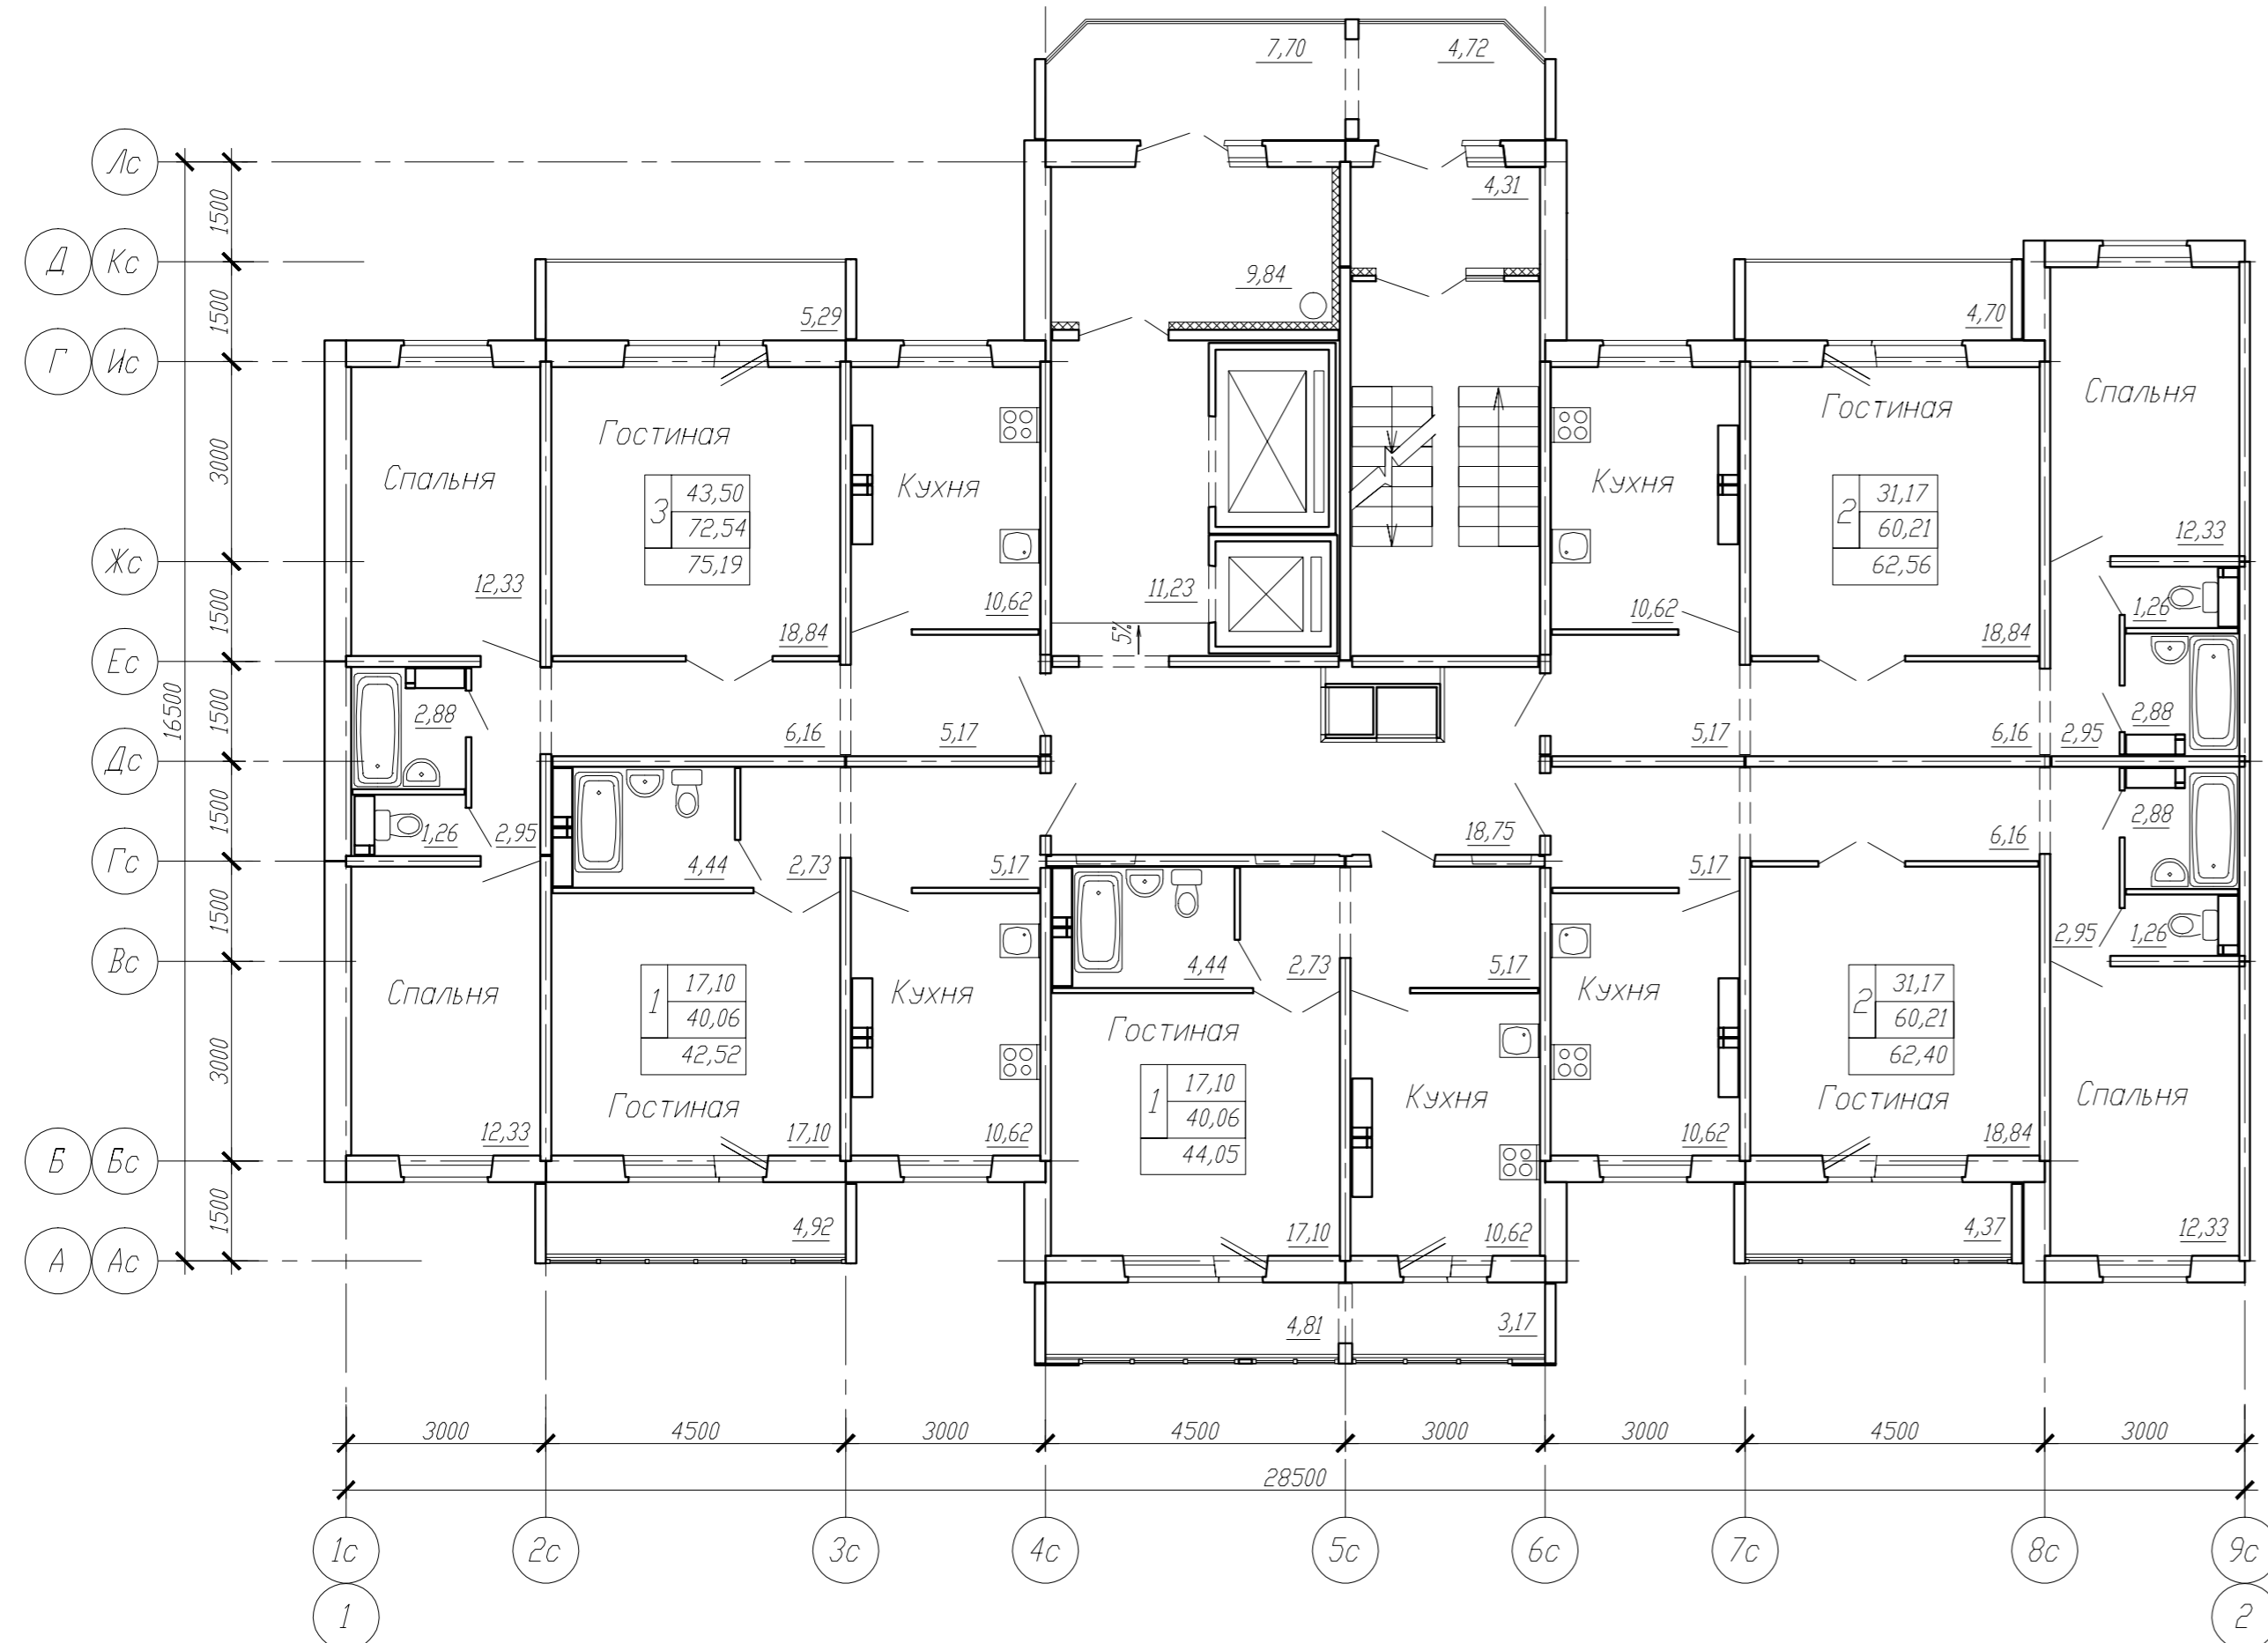 7,70 4,72
Лс
4,31
1500
Д Кс
9,84
1500
5,29 4,70
Г Ис
Спальня
Гостиная Гостиная
3000
Спальня Кухня Кухня
3 43,50
72,54
75,19
2 31,17
60,21
62,56
12,33
Жс
12,33 10,62 11,23 10,62 1,26
1500
18,84 5% 18,84
Ес
16500
1500
2,88 2,88
6,16 5,17 5,17 6,16 2,95
Дс
1500
2,88
1,26 2,95 18,75 6,16
Гс
4,44 2,73 5,17 5,17
1500
2,95 1,26
Вс
4,44 2,73 5,17
Спальня Кухня Кухня
1 17,10
40,06
42,52
2 31,17
60,21
62,40
Гостиная
3000
1 17,10
40,06
44,05
Кухня
Гостиная Гостиная Спальня
12,33 17,10 10,62 10,62 18,84
Б Бс
1500
4,92 17,10 10,62 4,37 12,33
А Ас
4,81 3,17
3000 4500 3000 4500 3000 3000 4500 3000
28500
1с 2с 3с 4с 5с 6с 7с 8с 9с
1 2